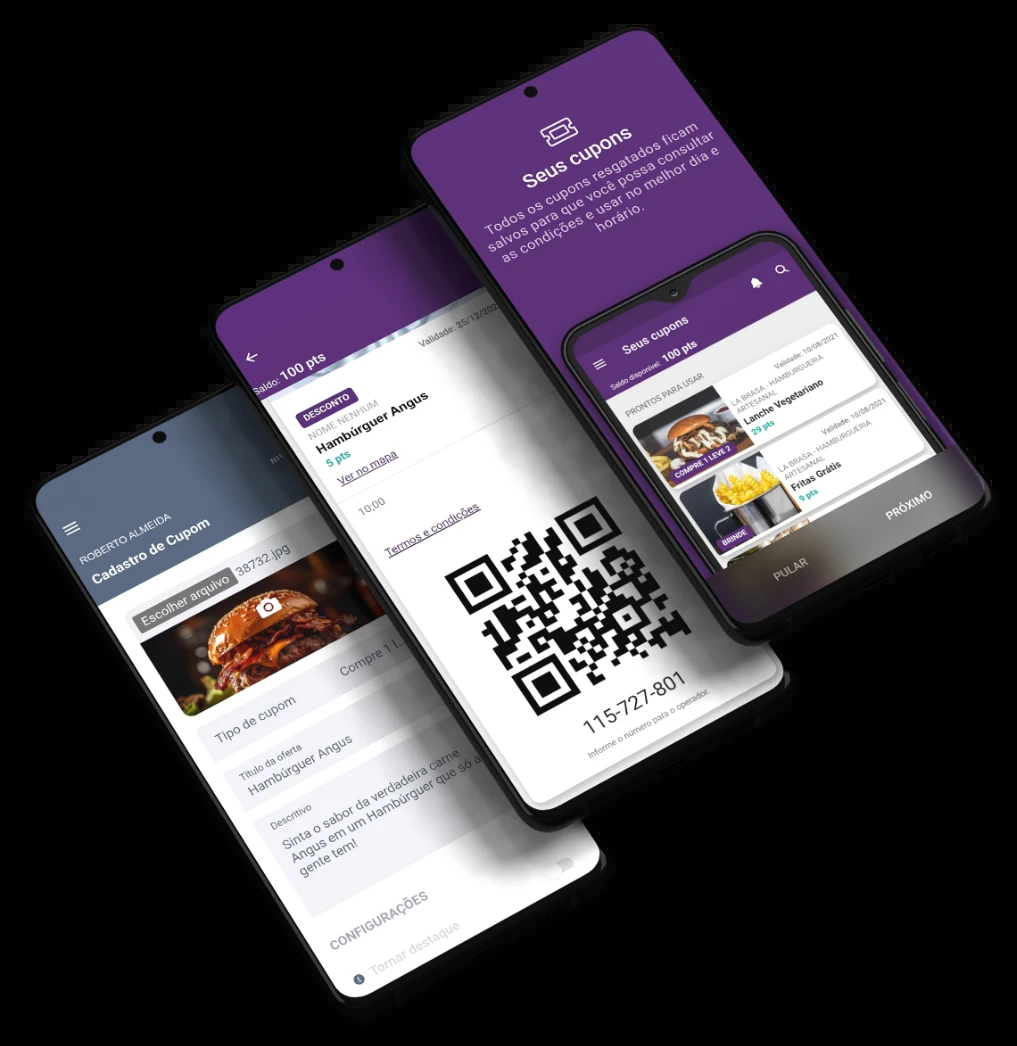 Seus cupons
Todos os cupons resgatados ficam
salvos para que você possa consultar
as condições e usar no melhor dia e
horário.
Seus cupons
Saldo disponível: 100 pts
PRONTOS PARA USAR
Validade: 10/08/2021
LA BRASA - HAMBURGUERIA
ARTESANAL
Lanche Vegetariano
29 pts
COMPRE 1 LEVE 2
Validade: 10/08/2021
LA BRASA - HAMBURGUERIA
ARTESANAL
Fritas Grátis
9 pts
BRINDE
PULAR
PRÓXIMO
Saldo: 100 pts
Validade: 25/12/202
DESCONTO
NOME NENHUM
Hambúrguer Angus
5 pts
Ver no mapa
10:00
Termos e condições
115-727-801
Informe o número para o operador.
ROBERTO ALMEIDA
Cadastro de Cupom
Escolher arquivo 38732.jpg
Tipo de cupom
Compre 1 l...
Título da oferta
Hambúrguer Angus
Descritivo
Sinta o sabor da verdadeira carne
Angus em um Hambúrguer que só a
gente tem!
CONFIGURAÇÕES
Tornar destaque